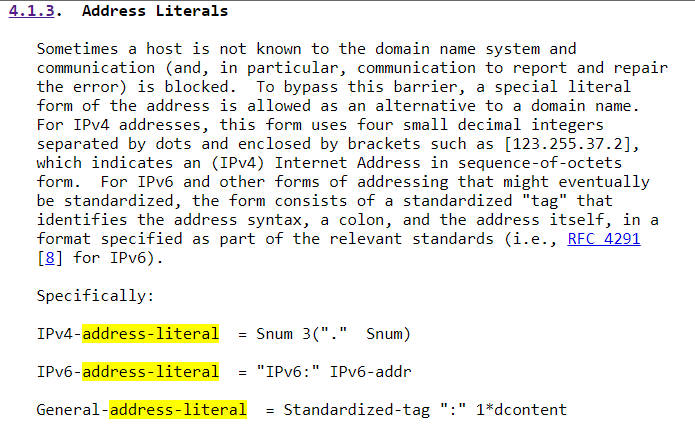 4.1.3. Address Literals
Sometimes a host is not known to the domain name system and
communication (and, in particular, communication to report and repair
the error) is blocked. To bypass this barrier, a special literal
form of the address is allowed as an alternative to a domain name.
For IPv4 addresses, this form uses four small decimal integers
separated by dots and enclosed by brackets such as [123.255.37.2],
which indicates an (IPv4) Internet Address in sequence-of-octets
form. For IPv6 and other forms of addressing that might eventually
be standardized, the form consists of a standardized "tag" that
identifies the address syntax, a colon, and the address itself, in a
format specified as part of the relevant standards (i.e., RFC 4291
[8] for IPv6).
Specifically:
IPv4-address-literal = Snum 3("." Snum)
IPv6-address-literal = "IPv6:" IPv6-addr
General-address-literal = Standardized-tag ":" 1*dcontent